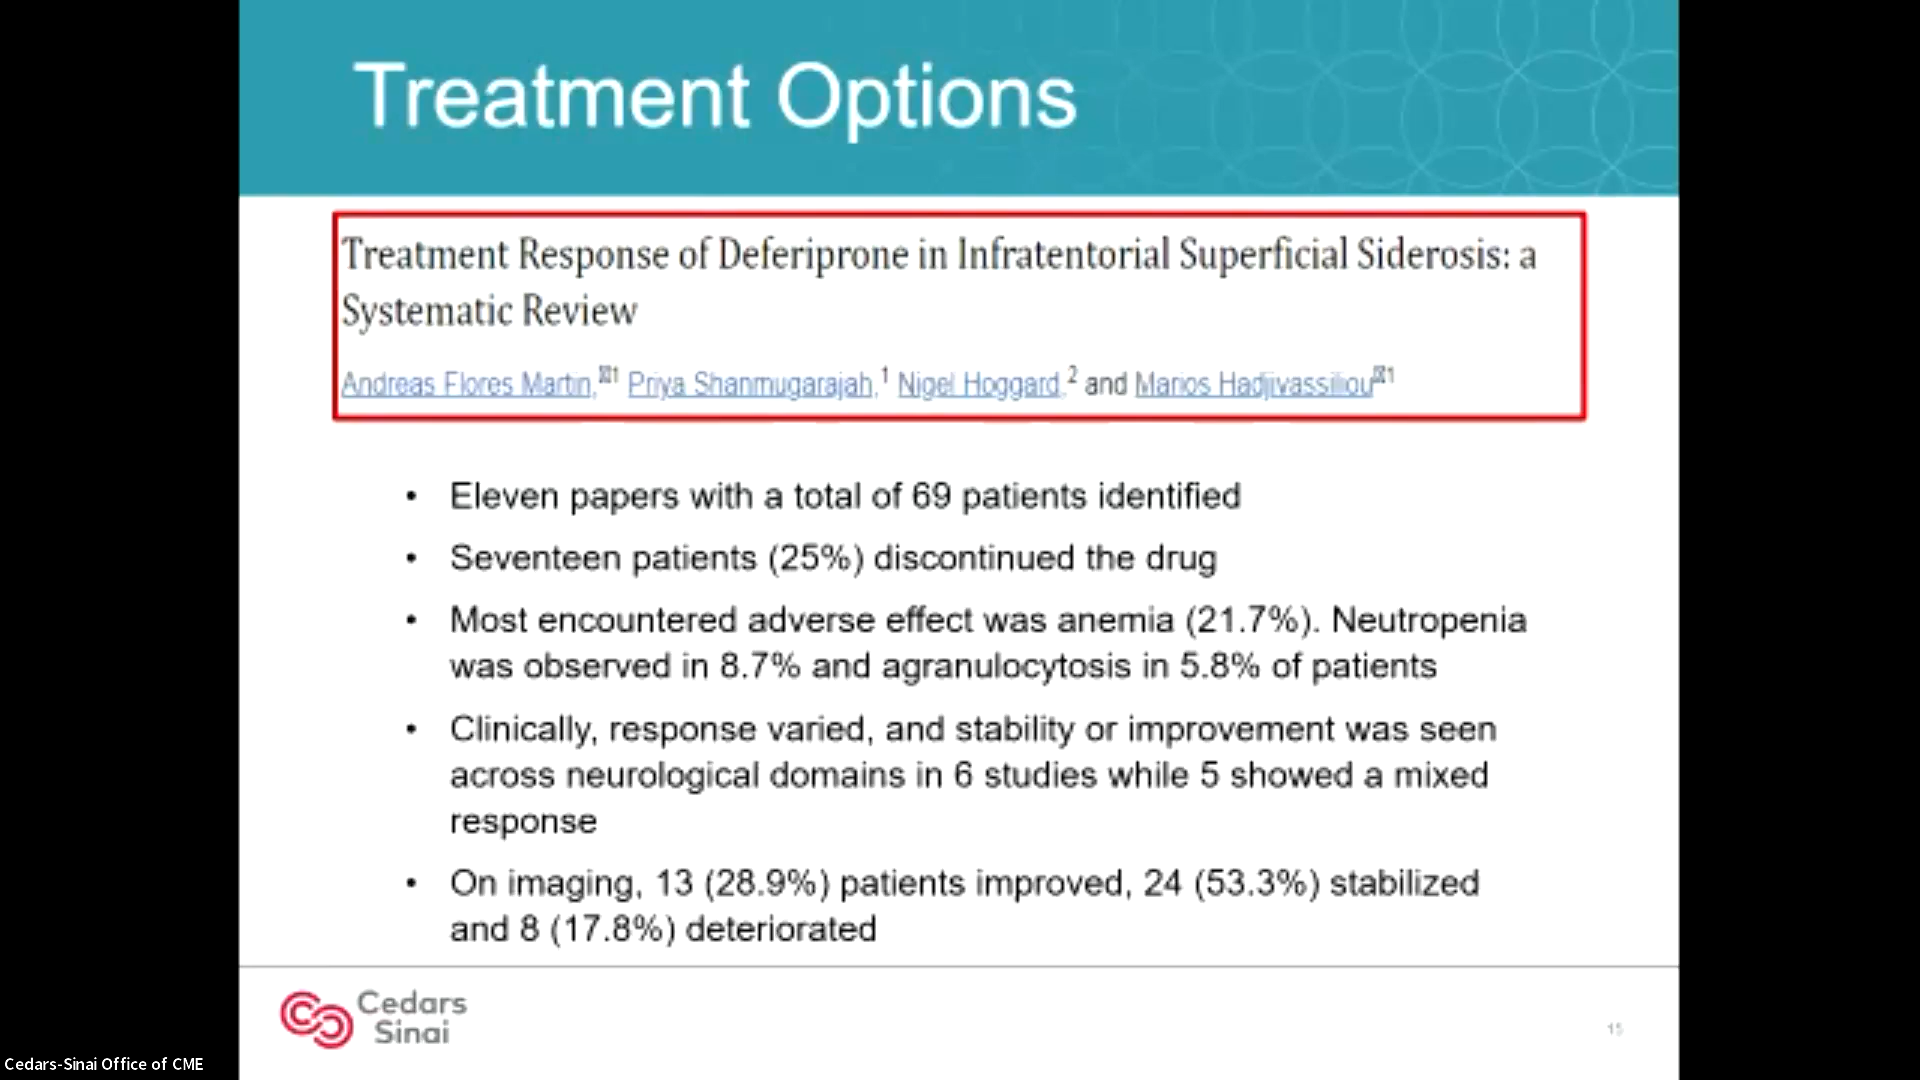 Treatment Options
Treatment Response of Deferiprone in Infratentorial Superficial Siderosis: a
Systematic Review
Andreas Flores Martin,✉1 Priya Shanmugarajah,1 Nigel Hoggard,2 and Marios Hadjivassiliou✉1
• Eleven papers with a total of 69 patients identified
• Seventeen patients (25%) discontinued the drug
• Most encountered adverse effect was anemia (21.7%). Neutropenia
was observed in 8.7% and agranulocytosis in 5.8% of patients
• Clinically, response varied, and stability or improvement was seen
across neurological domains in 6 studies while 5 showed a mixed
response
• On imaging, 13 (28.9%) patients improved, 24 (53.3%) stabilized
and 8 (17.8%) deteriorated
Cedars
Sinai
15
Cedars-Sinai Office of CME